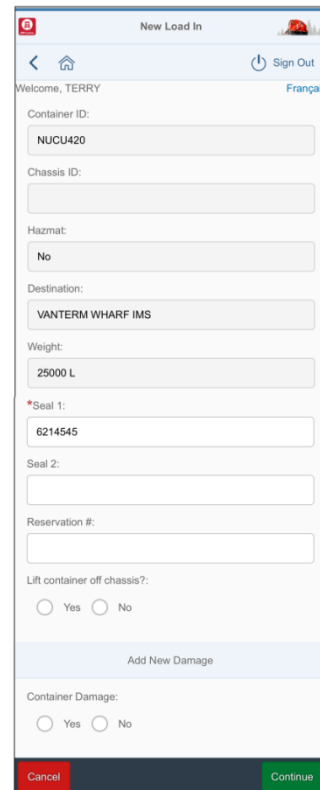 New Load In
Sign Out
Welcome, TERRY
Françai
Container ID:
NUCU420
Chassis ID:
Hazmat:
No
Destination:
VANTERM WHARF IMS
Weight:
25000 L
*Seal 1:
6214545
Seal 2:
Reservation #:
Lift container off chassis?:
Yes No
Add New Damage
Container Damage:
Yes No
Cancel Continue